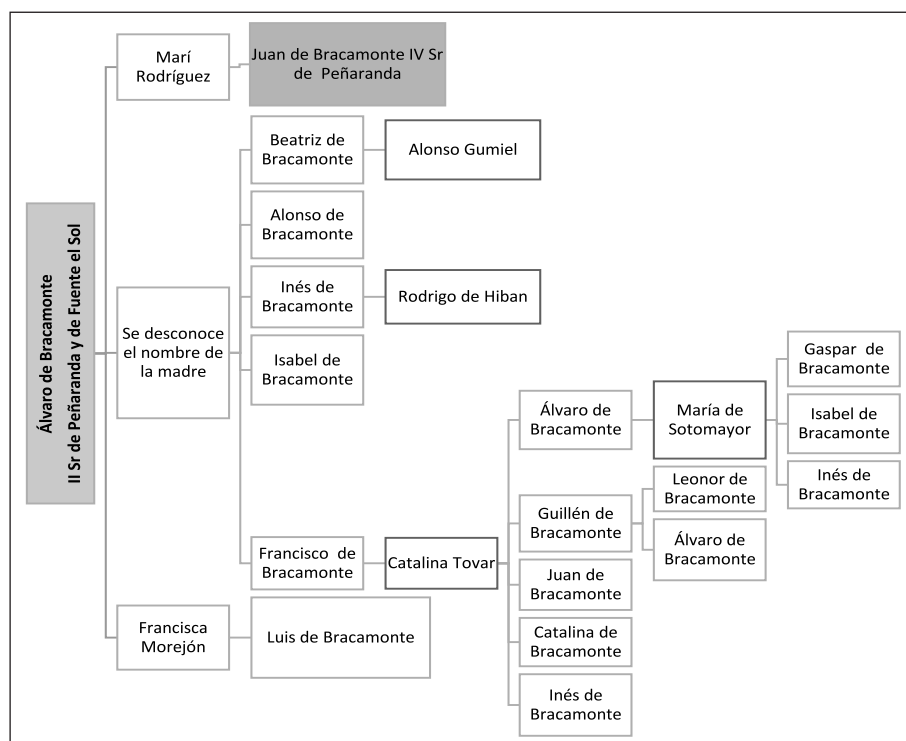 Álvaro de Bracamonte
II Sr de Peñaranda y de Fuente el Sol
Marí
Rodríguez
Juan de Bracamonte IV Sr
de Peñaranda
Se desconoce
el nombre de
la madre
Beatriz de
Bracamonte
Alonso Gumiel
Alonso de
Bracamonte
Inés de
Bracamonte
Rodrigo de Hiban
Isabel de
Bracamonte
Francisco de
Bracamonte
Catalina Tovar
Álvaro de
Bracamonte
María de
Sotomayor
Gaspar de
Bracamonte
Isabel de
Bracamonte
Inés de
Bracamonte
Guillén de
Bracamonte
Leonor de
Bracamonte
Álvaro de
Bracamonte
Juan de
Bracamonte
Catalina de
Bracamonte
Inés de
Bracamonte
Francisca
Morejón
Luis de Bracamonte